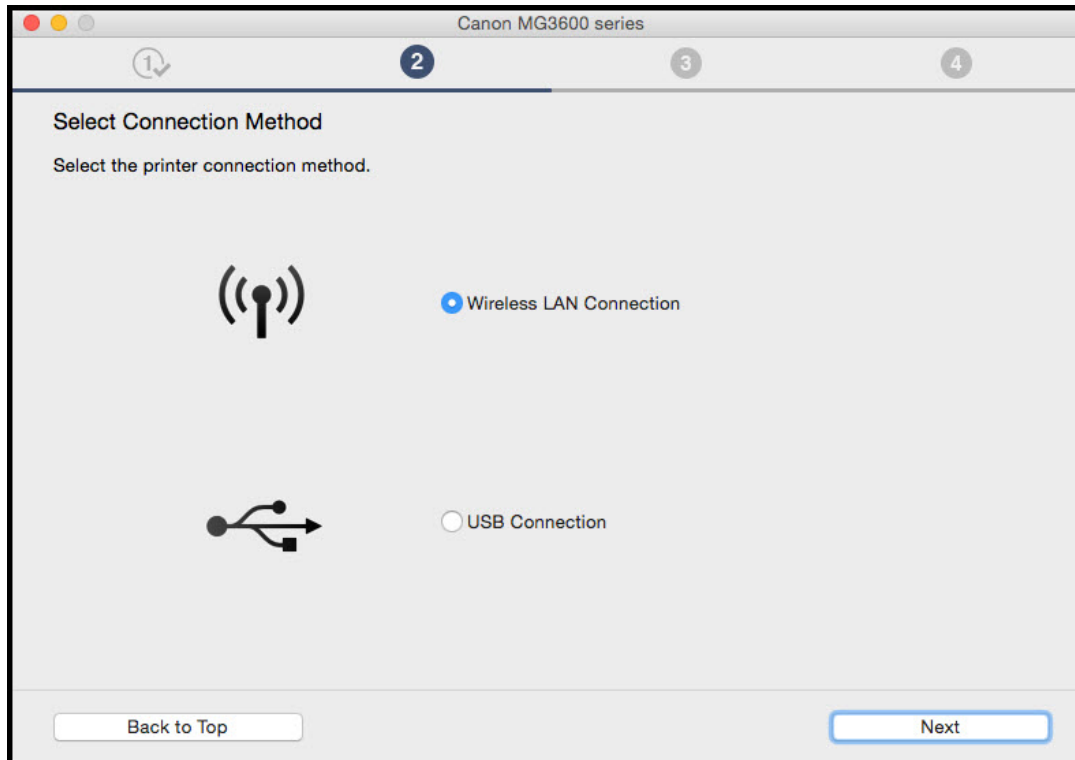 Canon MG3600 series
1 2 3 4
Select Connection Method
Select the printer connection method.
Wireless LAN Connection
USB Connection
Back to Top Next